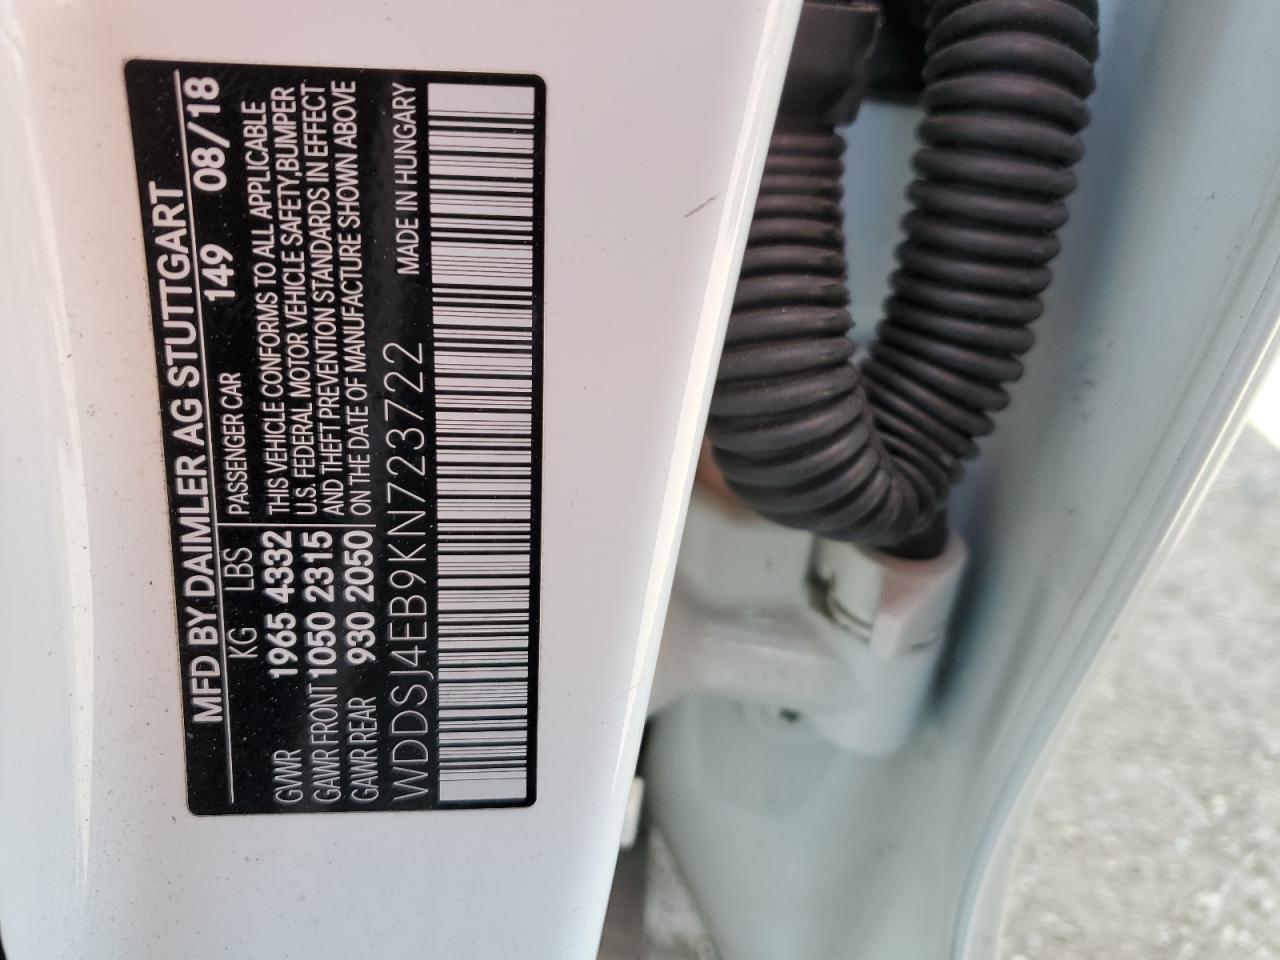 MFD BY DAIMLER AG STUTTGART
149 08/18
KG LBS PASSENGER CAR
GVWR 1965 4332 THIS VEHICLE CONFORMS TO ALL APPLICABLE
U.S. FEDERAL MOTOR VEHICLE SAFETY,BUMPER
GAWR FRONT 1050 2315 AND THEFT PREVENTION STANDARDS IN EFFECT
GAWR REAR 930 2050 ON THE DATE OF MANUFACTURE SHOWN ABOVE
WDDSJ4EB9KN723722 MADE IN HUNGARY